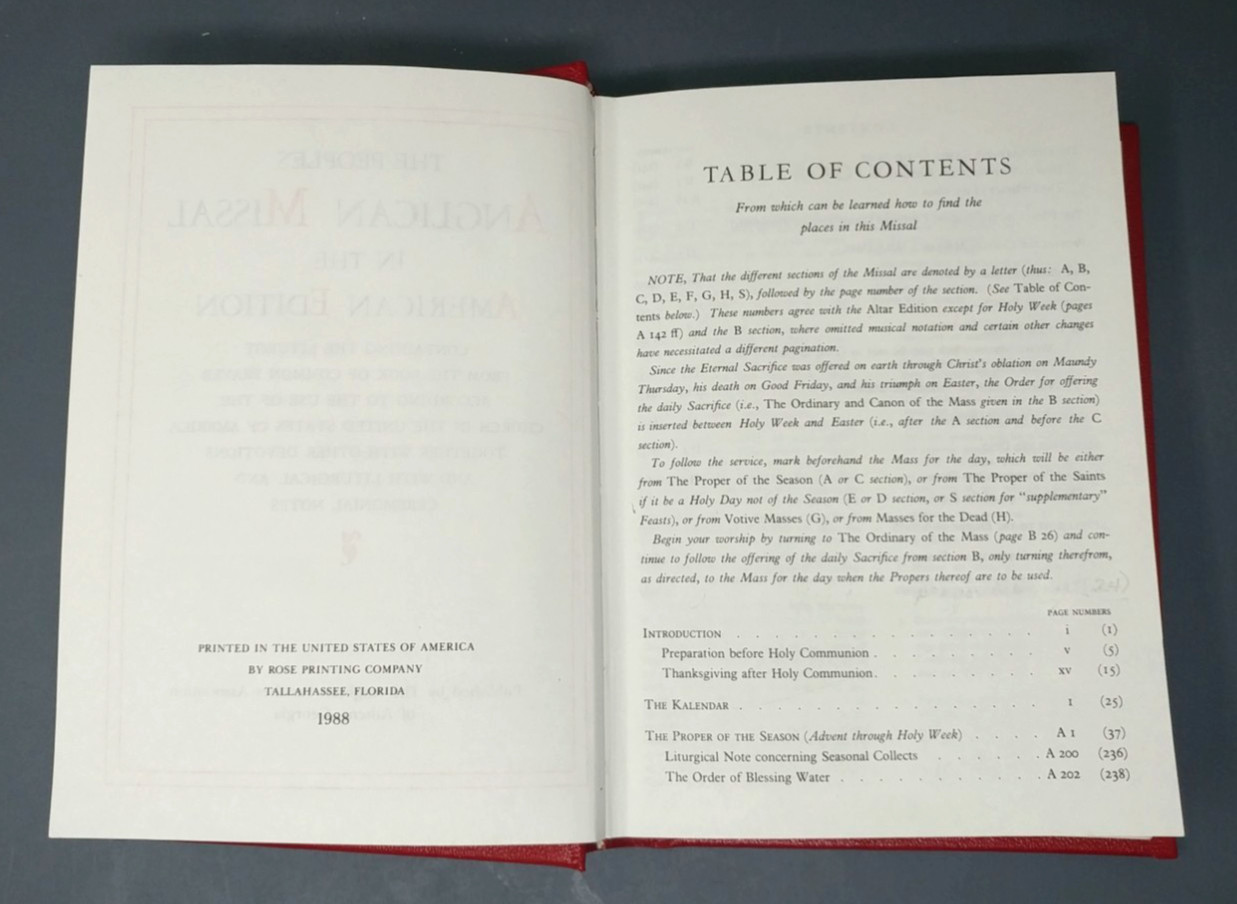 PRINTED IN THE UNITED STATES OF AMERICA
BY ROSE PRINTING COMPANY
TALLAHASSEE, FLORIDA
1988
TABLE OF CONTENTS
From which can be learned how to find the
places in this Missal
NOTE, That the different sections of the Missal are denoted by a letter (thus: A, B,
C, D, E, F, G, H, S), followed by the page number of the section. (See Table of Con-
tents below.) These numbers agree with the Altar Edition except for Holy Week (pages
A 142 ff) and the B section, where omitted musical notation and certain other changes
have necessitated a different pagination.
Since the Eternal Sacrifice was offered on earth through Christ's oblation on Maundy
Thursday, his death on Good Friday, and his triumph on Easter, the Order for offering
the daily Sacrifice (i.e., The Ordinary and Canon of the Mass given in the B section)
is inserted between Holy Week and Easter (i.e., after the A section and before the C
section).
To follow the service, mark beforehand the Mass for the day, which will be either
from The Proper of the Season (A or C section), or from The Proper of the Saints
if it be a Holy Day not of the Season (E or D section, or S section for "supplementary"
Feasts), or from Votive Masses (G), or from Masses for the Dead (H).
Begin your worship by turning to The Ordinary of the Mass (page B 26) and con-
tinue to follow the offering of the daily Sacrifice from section B, only turning therefrom,
as directed, to the Mass for the day when the Propers thereof are to be used.
PAGE NUMBERS
INTRODUCTION . . . . . . . . . . . . . . . . i (1)
Preparation before Holy Communion . . . . . . . . v (5)
Thanksgiving after Holy Communion . . . . . . . . xv (15)
THE KALENDAR . . . . . . . . . . . . . . . . 1 (25)
THE PROPER OF THE SEASON (Advent through Holy Week) . . . . A 1 (37)
Liturgical Note concerning Seasonal Collects . . . . . . A 200 (236)
The Order of Blessing Water . . . . . . . . . . . A 202 (238)